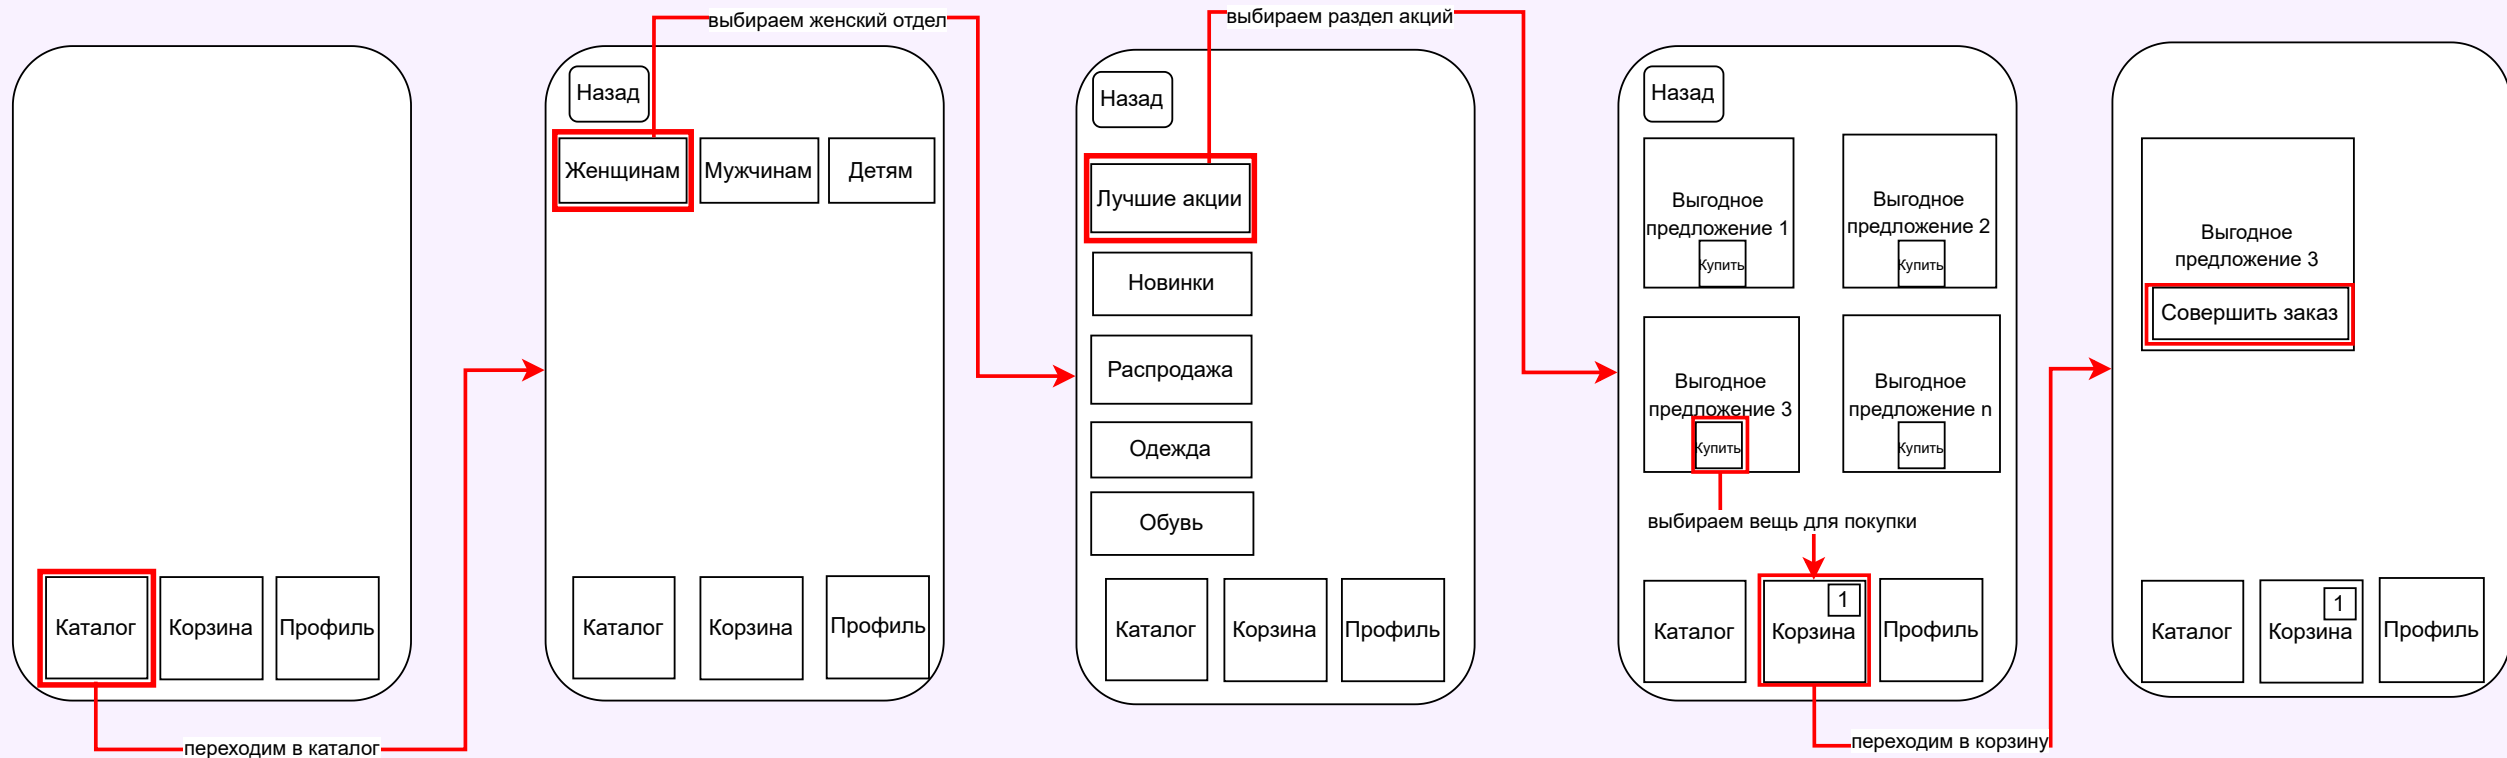 выбираем женский отдел
выбираем раздел акций
Каталог
Корзина
Профиль
переходим в каталог
Назад
Женщинам
Мужчинам
Детям
Каталог
Корзина
Профиль
Назад
Лучшие акции
Новинки
Распродажа
Одежда
Обувь
Каталог
Корзина
Профиль
Назад
Выгодное
предложение 1
Купить
Выгодное
предложение 2
Купить
Выгодное
предложение 3
Купить
Выгодное
предложение n
Купить
выбираем вещь для покупки
Каталог
1
Корзина
Профиль
переходим в корзину
Выгодное
предложение 3
Совершить заказ
Каталог
1
Корзина
Профиль